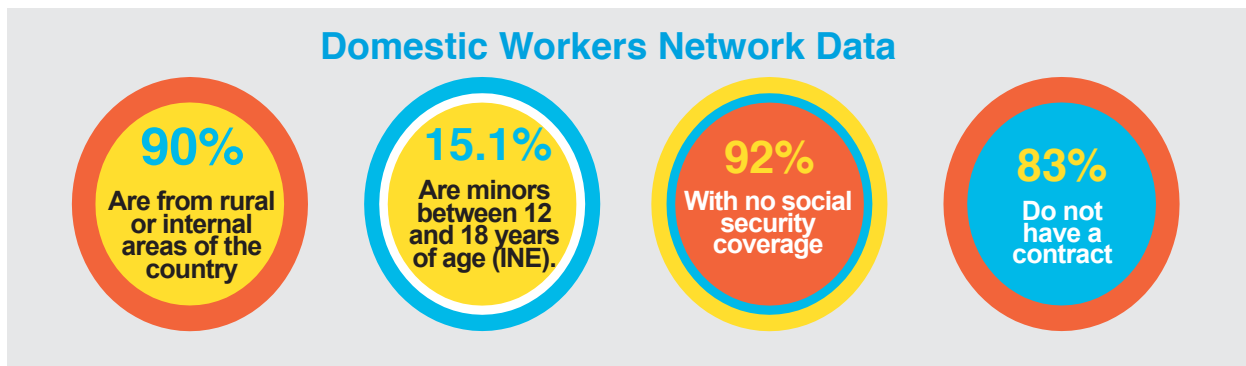 Domestic Workers Network Data
90%
Are from rural
or internal
areas of the
country
15.1%
Are minors
between 12
and 18 years
of age (INE).
92%
With no social
security
coverage
83%
Do not
have a
contract